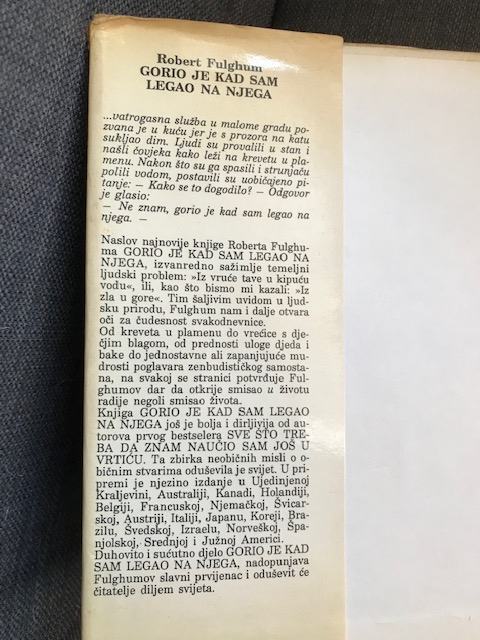 Robert Fulghum
GORIO JE KAD SAM
LEGAO NA NJEGA
...vatrogasna služba u malome gradu po-
zvana je u kuću jer je s prozora na katu
sukljao dim. Ljudi su provalili u stan i
našli čovjeka kako leži na krevetu u pla-
menu. Nakon što su ga spasili i strunjaču
polili vodom, postavili su uobičajeno pi-
tanje: — Kako se to dogodilo? — Odgovor
je glasio:
— Ne znam, gorio je kad sam legao na
njega. —
Naslov najnovije knjige Roberta Fulghu-
ma GORIO JE KAD SAM LEGAO NA
NJEGA, izvanredno sažimlje temeljni
ljudski problem: »Iz vruće tave u kipuću
vodu«, ili, kao što bismo mi kazali: »Iz
zla u gore«. Tim šaljivim uvidom u ljud-
sku prirodu, Fulghum nam i dalje otvara
oči za čudesnost svakodnevnice.
Od kreveta u plamenu do vrećice s dje-
čjim blagom, od prednosti uloge djeda i
bake do jednostavne ali zapanjujuće mu-
drosti poglavara zenbudističkog samosta-
na, na svakoj se stranici potvrđuje Ful-
ghumov dar da otkrije smisao u životu
radije negoli smisao života.
Knjiga GORIO JE KAD SAM LEGAO
NA NJEGA još je bolja i dirljivija od au-
torova prvog bestselera SVE ŠTO TRE-
BA DA ZNAM NAUČIO SAM JOŠ U
VRTIĆU. Ta zbirka neobičnih misli o o-
bičnim stvarima oduševila je svijet. U pri-
premi je njezino izdanje u Ujedinjenoj
Kraljevini, Australiji, Kanadi, Holandiji,
Belgiji, Francuskoj, Njemačkoj, Švicar-
skoj, Austriji, Italiji, Japanu, Koreji, Bra-
zilu, Švedskoj, Izraelu, Norveškoj, Špa-
njolskoj, Srednjoj i Južnoj Americi.
Duhovito i sućutno djelo GORIO JE KAD
SAM LEGAO NA NJEGA, nadopunjava
Fulghumov slavni prvijenac i oduševit će
čitatelje diljem svijeta.